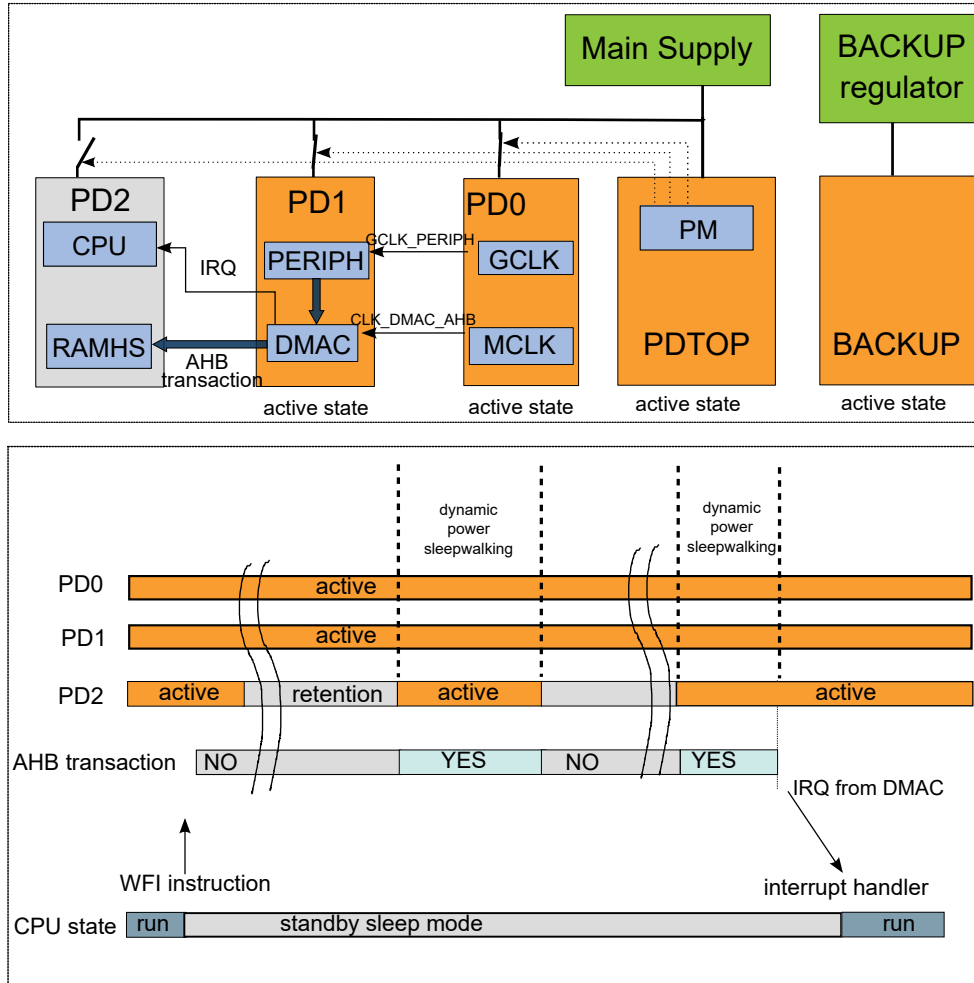 Main Supply
BACKUP
regulator
PD2
PD1
PD0
CPU
PERIPH
GCLK_PERIPH
GCLK
PM
IRQ
RAMHS
DMAC
CLK_DMAC_AHB
MCLK
PDTOP
BACKUP
AHB
transaction
active state
active state
active state
active state
dynamic
power
sleepwalking
dynamic
power
sleepwalking
PD0
active
PD1
active
PD2
active
retention
active
active
AHB transaction
NO
YES
NO
YES
IRQ from DMAC
WFI instruction
interrupt handler
CPU state
run
standby sleep mode
run